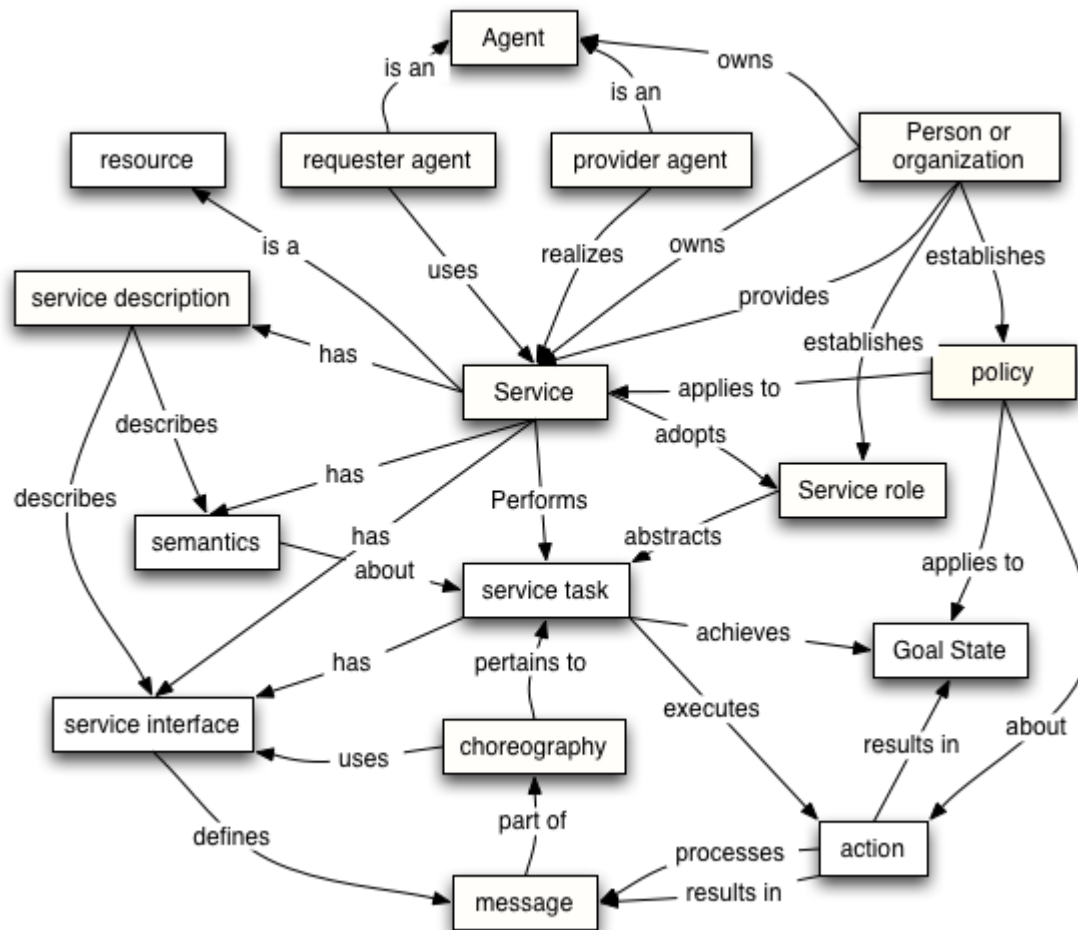 Agent
owns
is an
is an
Person or
organization
resource
requester agent
provider agent
is a
uses
realizes
owns
establishes
service description
provides
has
establishes
Service
applies to
policy
describes
adopts
has
describes
Performs
Service role
semantics
has
about
abstracts
service task
applies to
achieves
Goal State
has
pertains to
service interface
executes
choreography
uses
results in
about
defines
part of
processes
action
message
results in